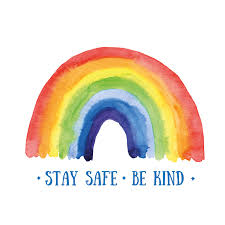 · STAY SAFE · BE KIND ·